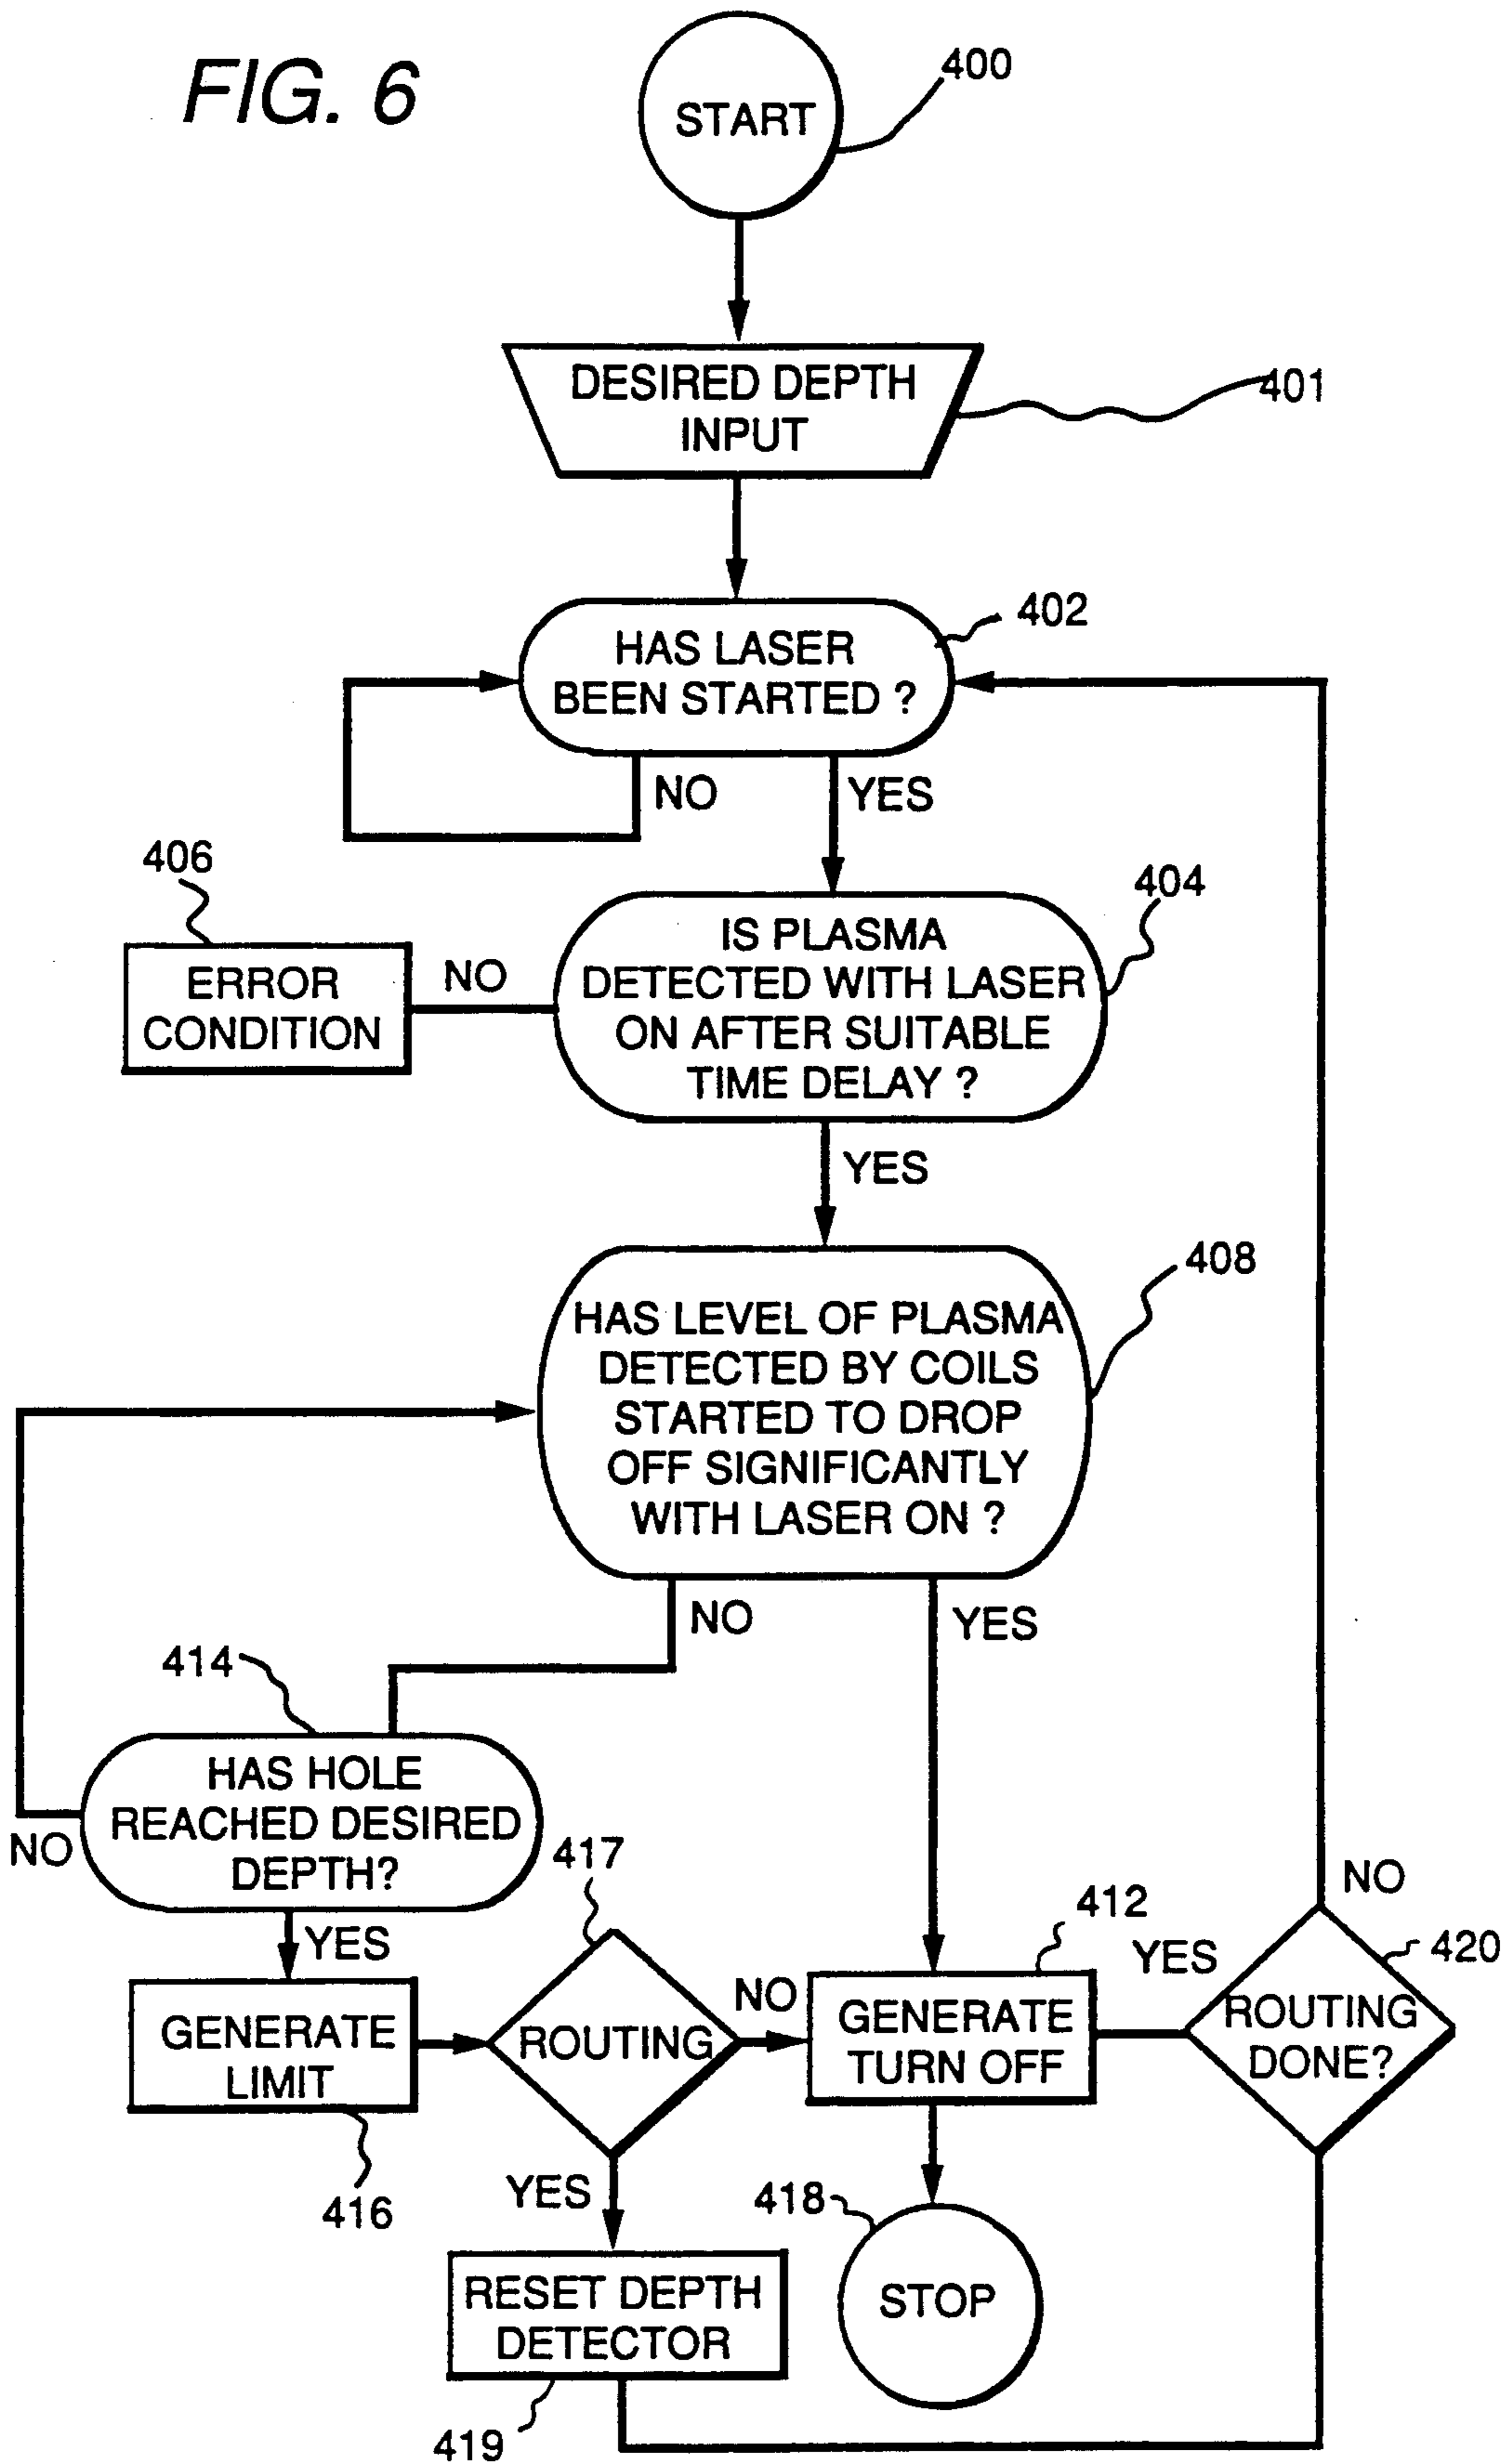 FIG. 6
400
START
DESIRED DEPTH
INPUT
401
402
HAS LASER
BEEN STARTED ?
NO
YES
406
404
ERROR
CONDITION
NO
IS PLASMA
DETECTED WITH LASER
ON AFTER SUITABLE
TIME DELAY ?
YES
408
HAS LEVEL OF PLASMA
DETECTED BY COILS
STARTED TO DROP
OFF SIGNIFICANTLY
WITH LASER ON ?
NO
YES
414
HAS HOLE
REACHED DESIRED
DEPTH?
NO
YES
417
412
NO
YES
420
GENERATE
LIMIT
416
ROUTING
NO
GENERATE
TURN OFF
ROUTING
DONE?
YES
418
RESET DEPTH
DETECTOR
STOP
419